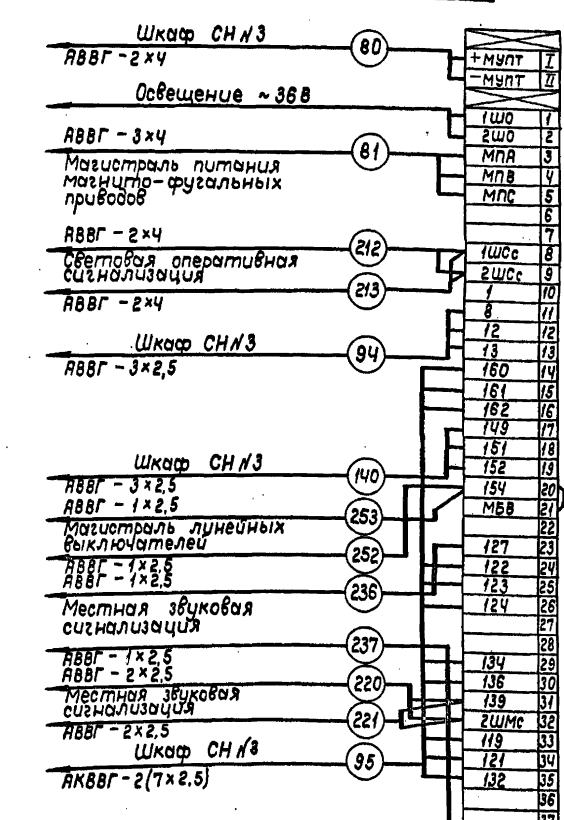 Шкаф СН №3
80
АВВГ - 2×4
Освещение ~36В
АВВГ - 3×4
81
Магистраль питания
магнито-фугальных
приводов
АВВГ - 2×4
212
Световая оперативная
сигнализация
213
АВВГ - 2×4
Шкаф СН №3
94
АВВГ - 3×2,5
Шкаф СН №3
140
АВВГ - 3×2,5
АВВГ - 1×2,5
253
Магистраль линейных
выключателей
252
АВВГ - 1×2,5
АВВГ - 1×2,5
236
Местная звуковая
сигнализация
237
АВВГ - 1×2,5
АВВГ - 2×2,5
220
Местная звуковая
сигнализация
221
АВВГ - 2×2,5
Шкаф СН №3
95
АКВВГ - 2(7×2,5)
+МУПТ I
-МУПТ II
1ШО 1
2ШО 2
МПА 3
МПВ 4
МПС 5
6
7
1ШСс 8
2ШСс 9
1 10
8 11
12 12
13 13
160 14
161 15
162 16
149 17
151 18
152 19
154 20
МБВ 21
22
127 23
122 24
123 25
124 26
27
28
134 29
136 30
139 31
2ШМс 32
119 33
121 34
132 35
36
37